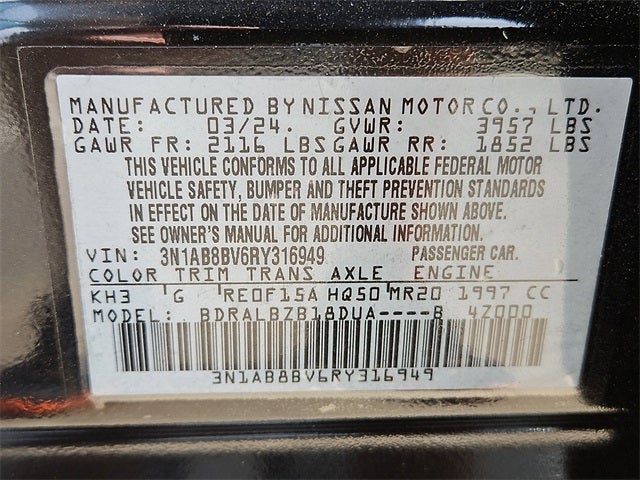 MANUFACTURED BY NISSAN MOTOR CO., LTD.
DATE: 03/24. GVWR: 3957 LBS
GAWR FR: 2116 LBS GAWR RR: 1852 LBS
THIS VEHICLE CONFORMS TO ALL APPLICABLE FEDERAL MOTOR
VEHICLE SAFETY, BUMPER AND THEFT PREVENTION STANDARDS
IN EFFECT ON THE DATE OF MANUFACTURE SHOWN ABOVE.
SEE OWNER'S MANUAL FOR ADDITIONAL INFORMATION.
VIN: 3N1AB8BV6RY316949 PASSENGER CAR.
COLOR TRIM TRANS AXLE ENGINE
KH3 G RE0F15A HQ50 MR20 1997 CC
MODEL: BDRALBZB18DUA----B 4Z000
3N1AB8BV6RY316949